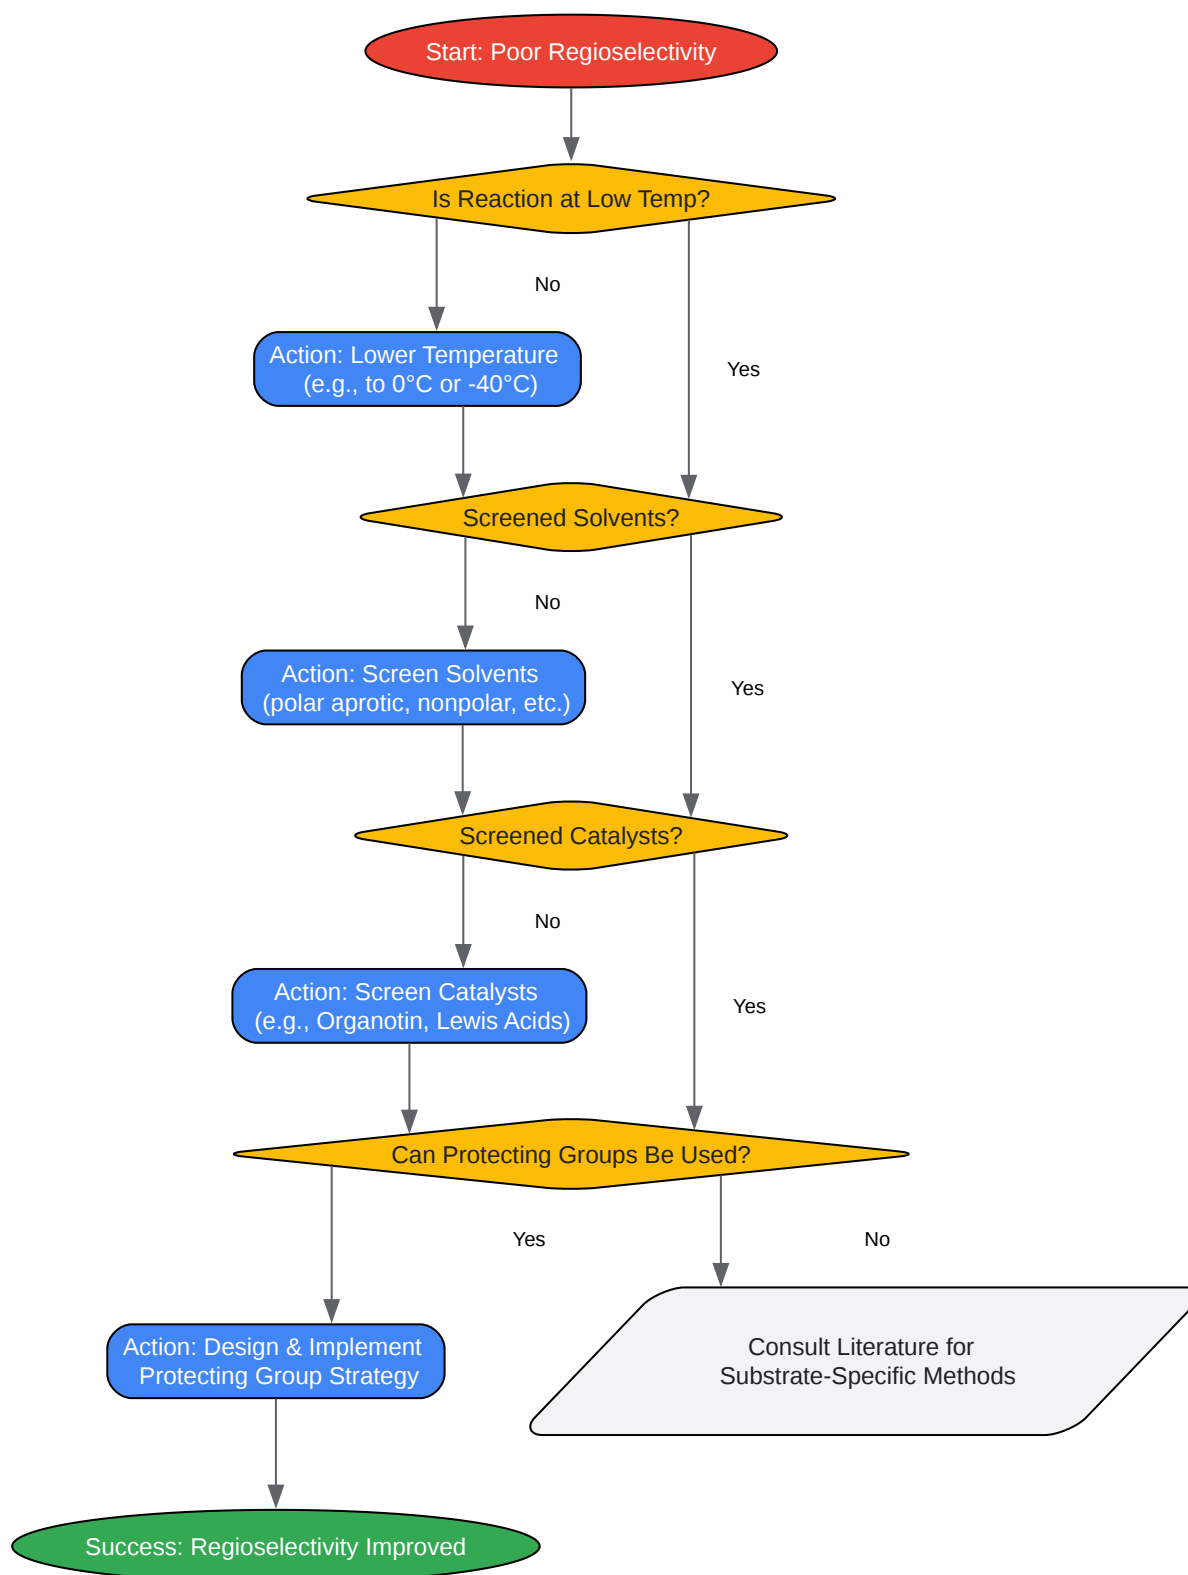 Start: Poor Regioselectivity
Is Reaction at Low Temp?
No
Action: Lower Temperature
(e.g., to 0°C or -40°C)
Yes
Screened Solvents?
No
Action: Screen Solvents
(polar aprotic, nonpolar, etc.)
Yes
Screened Catalysts?
No
Action: Screen Catalysts
(e.g., Organotin, Lewis Acids)
Yes
Can Protecting Groups Be Used?
Yes
No
Action: Design & Implement
Protecting Group Strategy
Consult Literature for
Substrate-Specific Methods
Success: Regioselectivity Improved